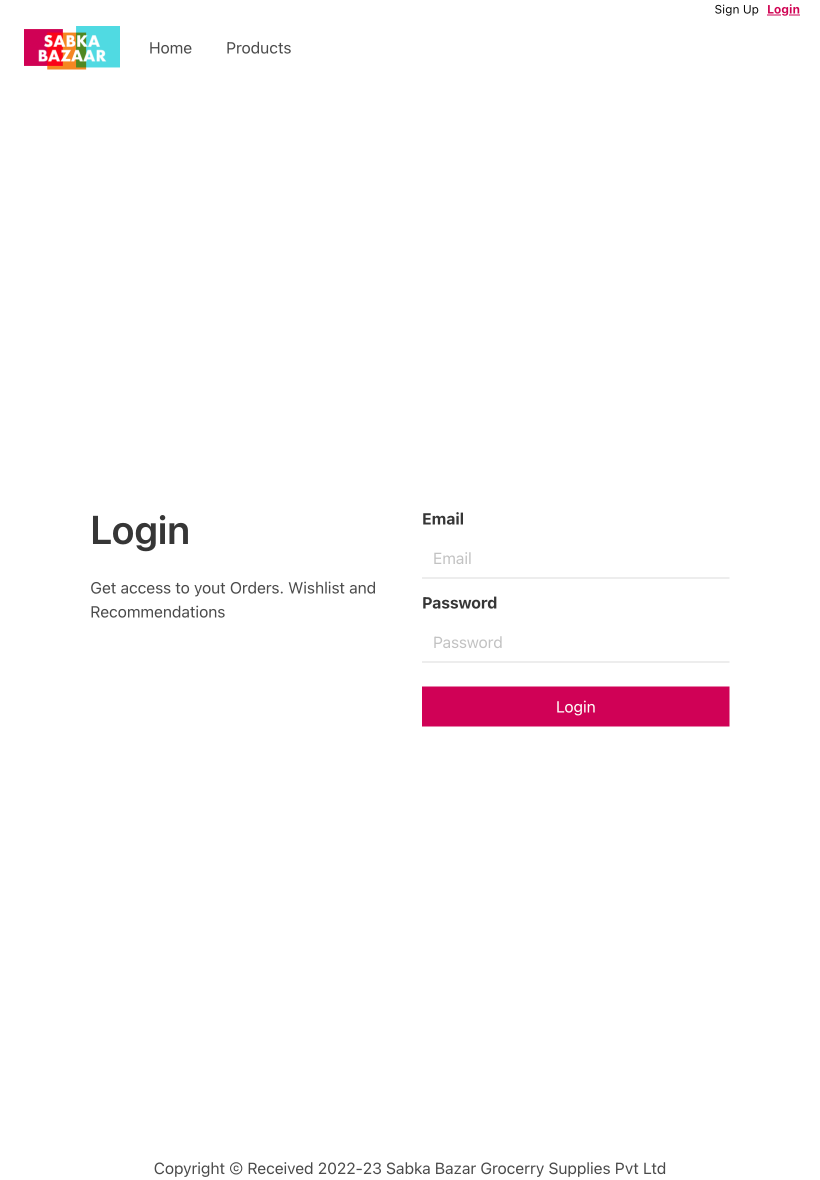 Sign Up Login
SABKA
BAZAAR
Home Products
Login
Get access to yout Orders. Wishlist and
Recommendations
Email
Email
Password
Password
Login
Copyright © Received 2022-23 Sabka Bazar Grocerry Supplies Pvt Ltd